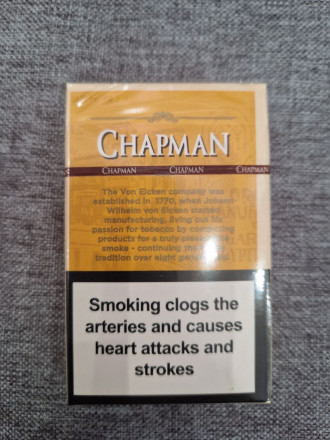 CHAPMAN
CHAPMAN CHAPMAN CHAPMAN
The Von Eicken company was
established in 1770, when Johann
Wilhelm von Eicken started
manufacturing, living out his
passion for tobacco by
products for a truly
smoke - continuing the
tradition over eight
Smoking clogs the
arteries and causes
heart attacks and
strokes